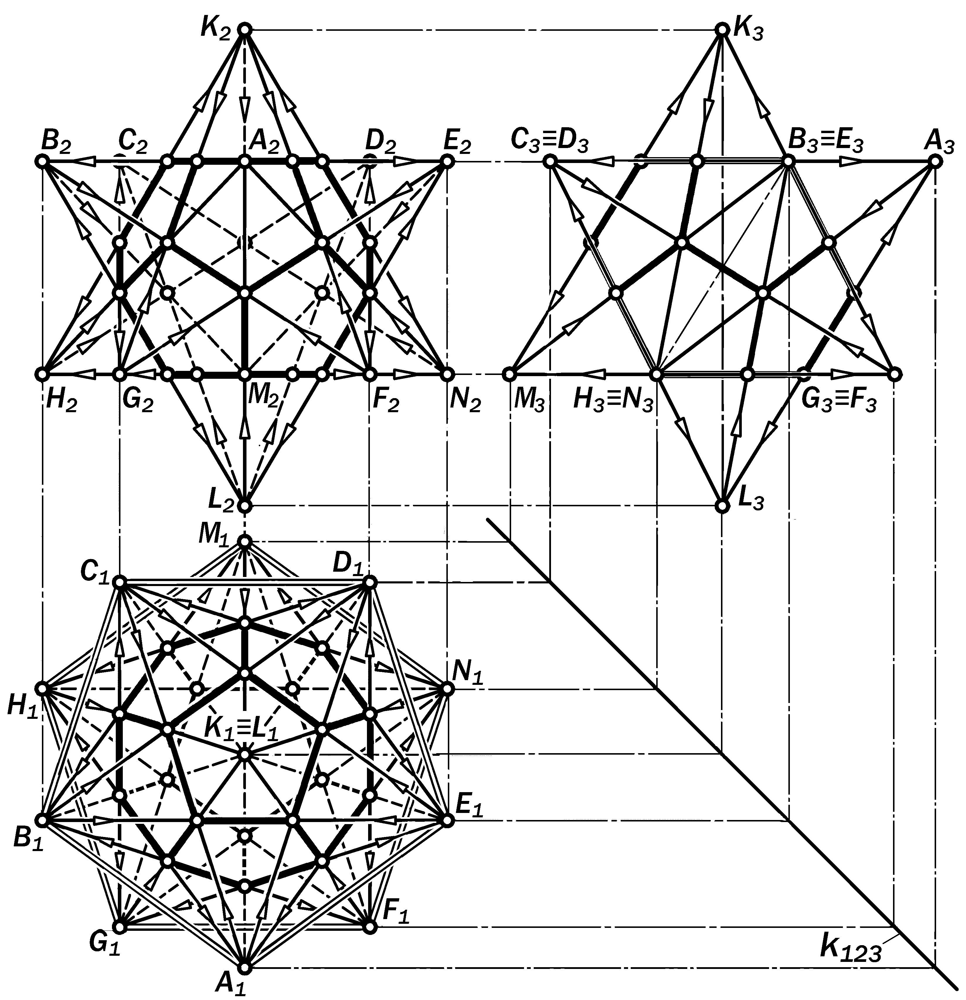 K₂ K₃
B₂ C₂ A₂ D₂ E₂ C₃≡D₃ B₃≡E₃ A₃
H₂ G₂ M₂ F₂ N₂ M₃ H₃≡N₃ G₃≡F₃
L₂ L₃
M₁
C₁ D₁
N₁
H₁
K₁≡L₁
E₁
B₁
F₁
G₁ k₁₂₃
A₁